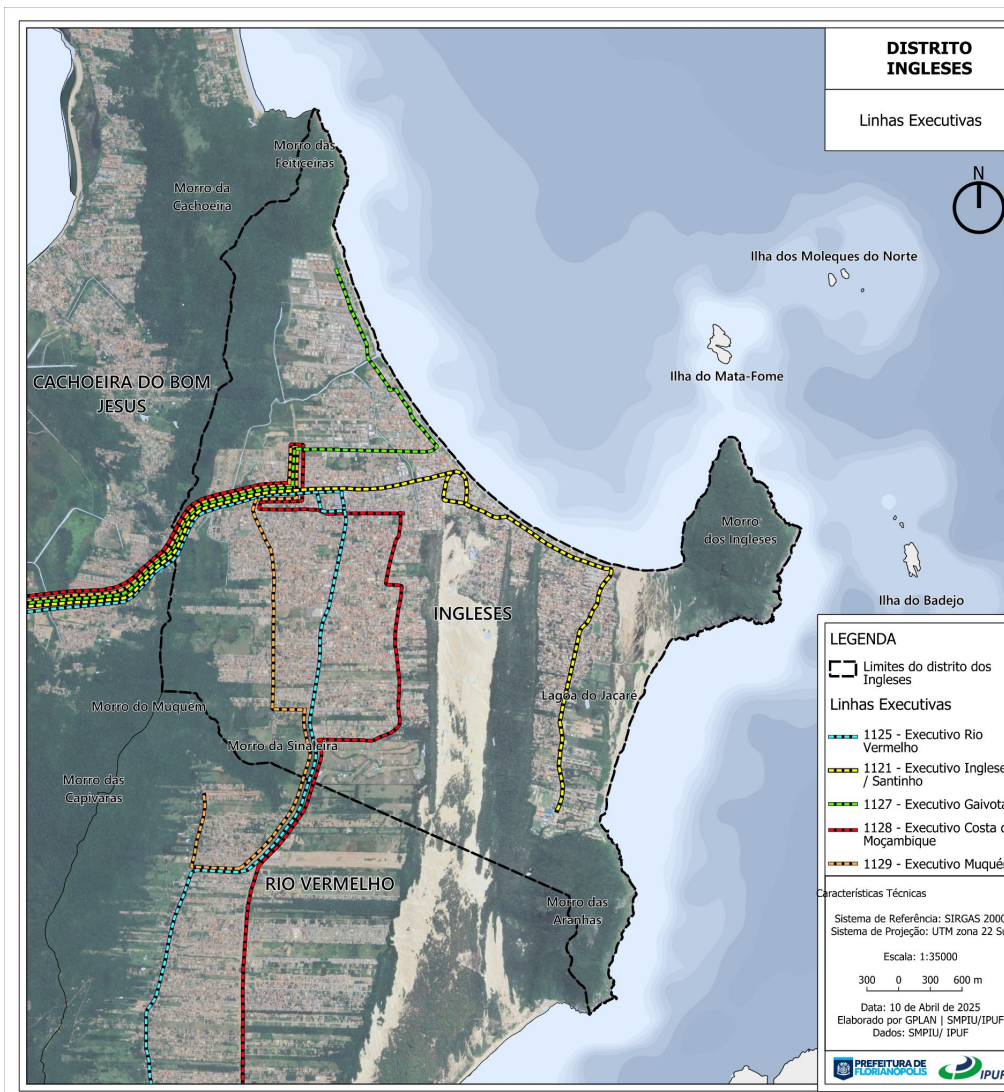 DISTRITO
INGLESES
Linhas Executivas
N
Morro das
Feiticeiras
Morro da
Cachoeira
Ilha dos Moleques do Norte
CACHOEIRA DO BOM
JESUS
Ilha do Mata-Fome
Morro
dos Ingleses
INGLESES
Ilha do Badejo
Lagoa do Jacaré
Morro do Muquém
Morro da Sinaleira
Morro das
Capivaras
RIO VERMELHO
Morro das
Aranhas
LEGENDA
Limites do distrito dos
Ingleses
Linhas Executivas
1125 - Executivo Rio
Vermelho
1121 - Executivo Inglese
/ Santinho
1127 - Executivo Gaivota
1128 - Executivo Costa
Moçambique
1129 - Executivo Muqué
Características Técnicas
Sistema de Referência: SIRGAS 200
Sistema de Projeção: UTM zona 22 S
Escala: 1:35000
300 0 300 600 m
Data: 10 de Abril de 2025
Elaborado por GPLAN | SMPIU/IPUF
Dados: SMPIU/ IPUF
PREFEITURA DE
FLORIANÓPOLIS
IPUF